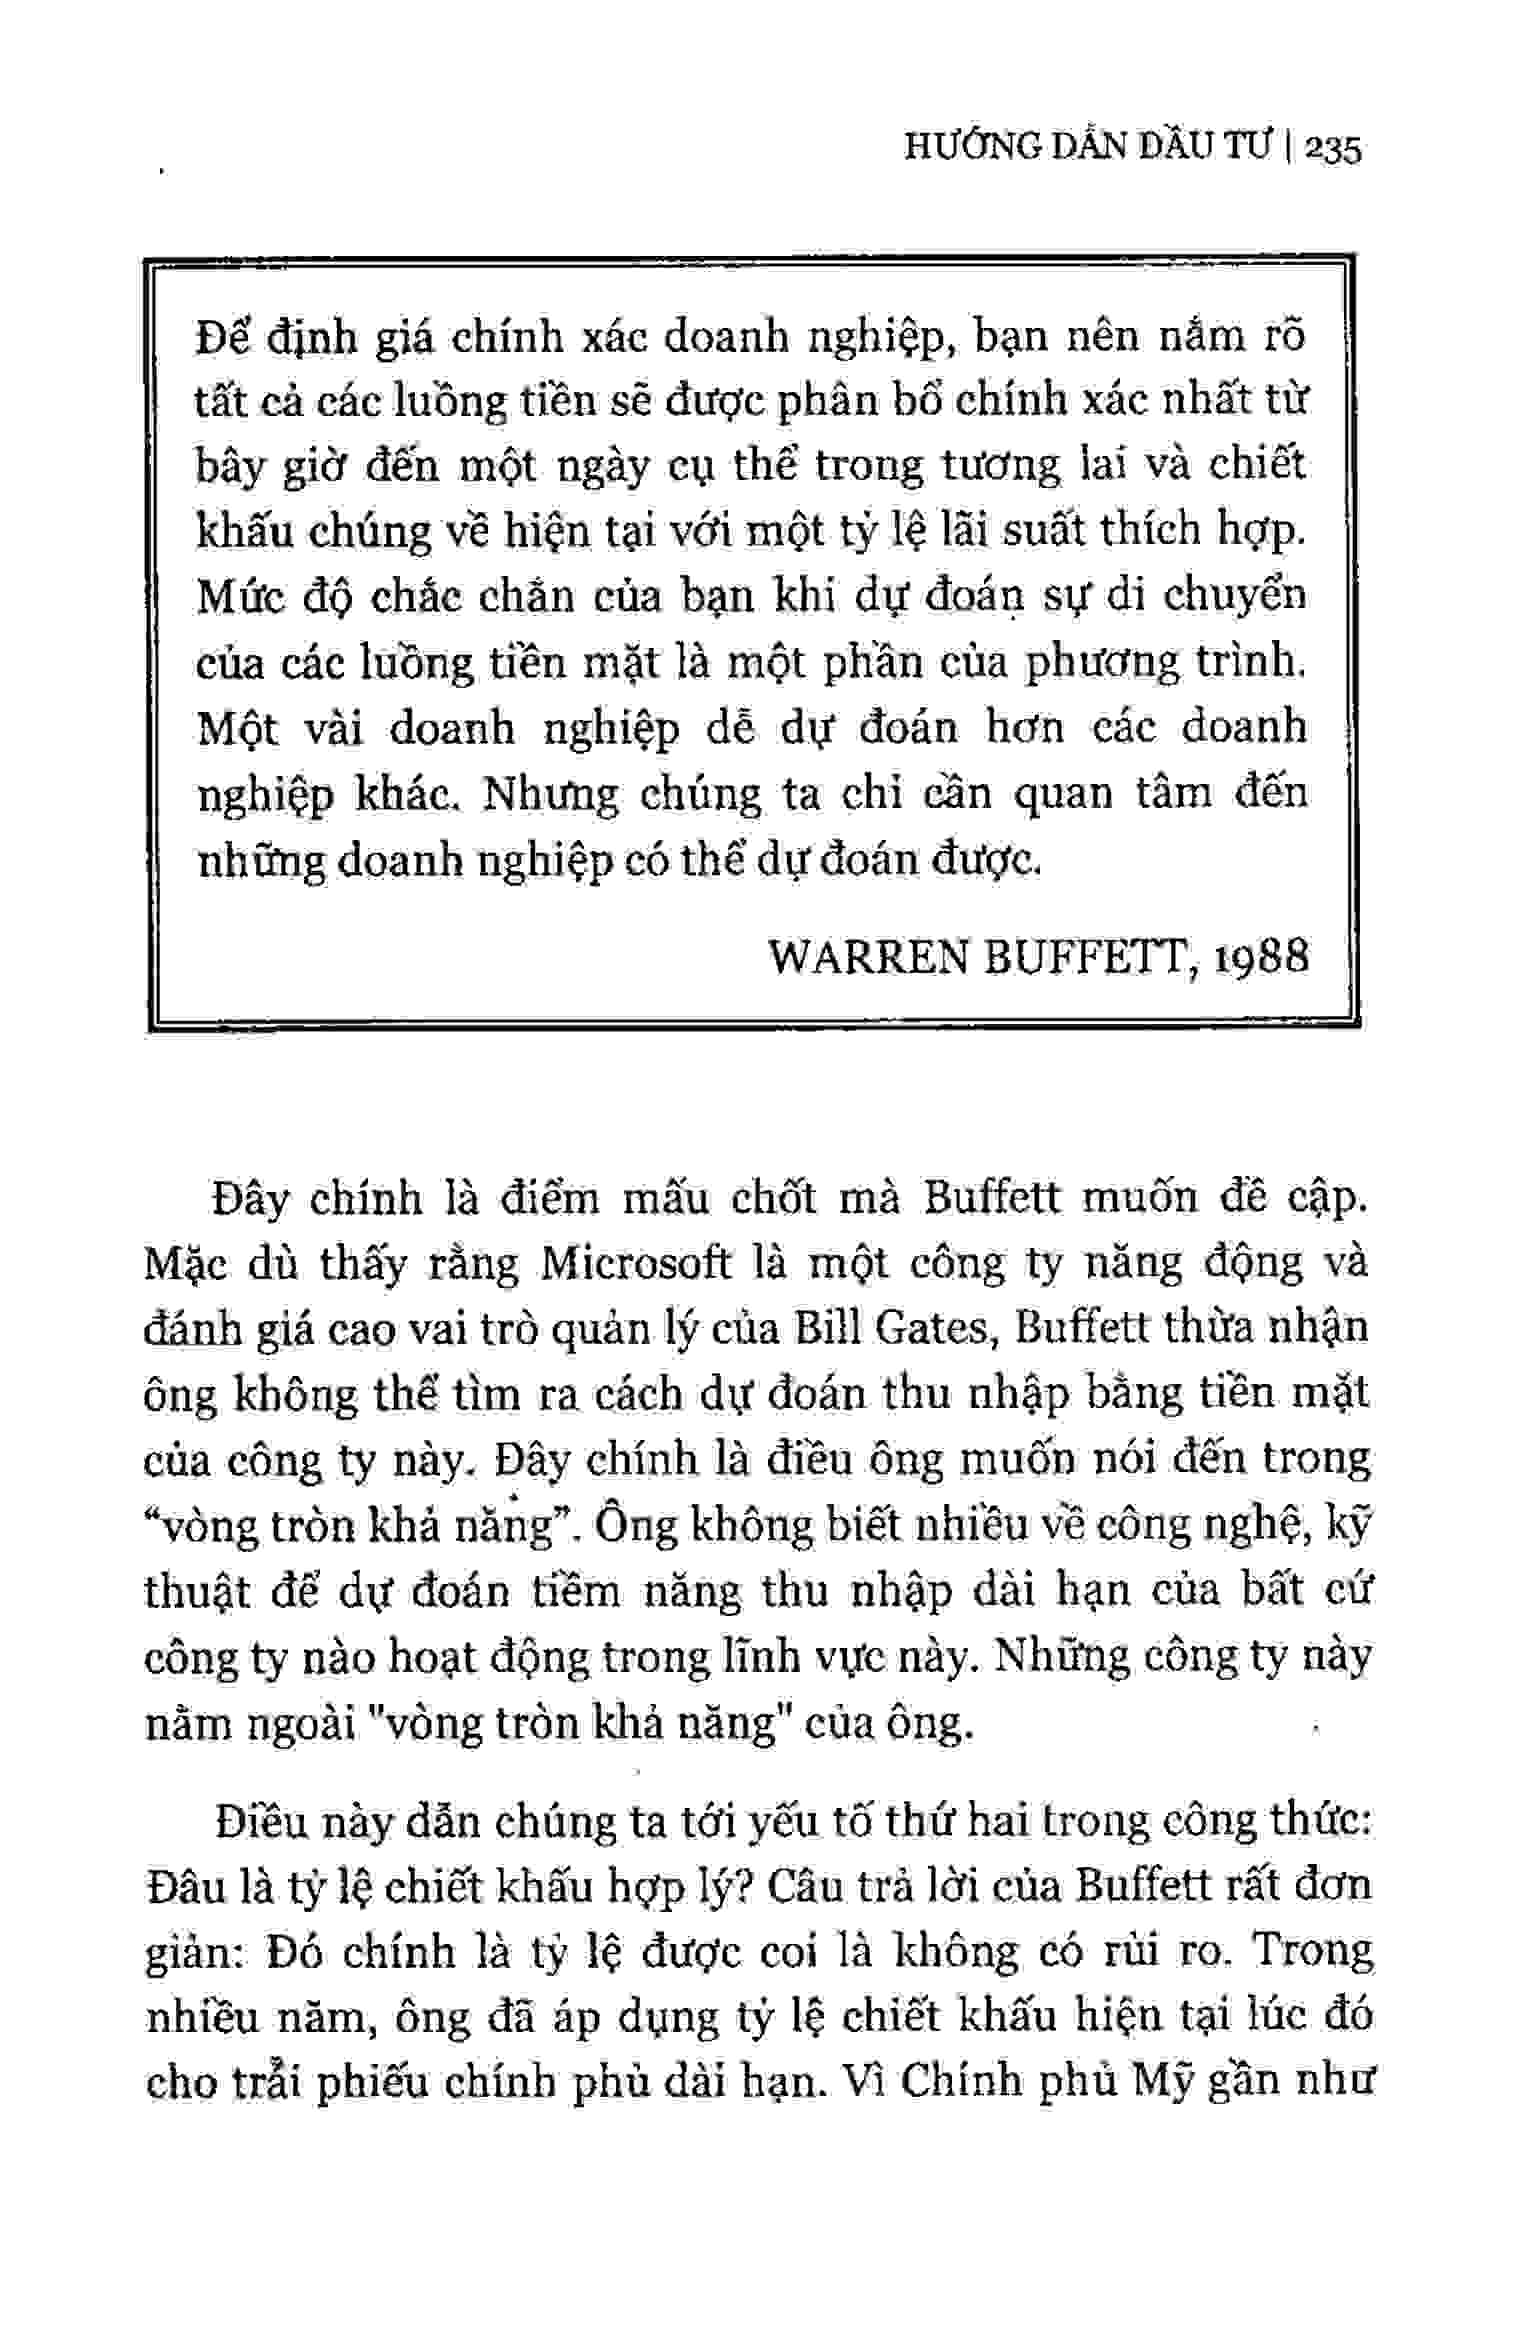 HƯỚNG DẪN ĐẦU TƯ | 235
Để định giá chính xác doanh nghiệp, bạn nên nắm rõ
tất cả các luồng tiền sẽ được phân bổ chính xác nhất từ
bây giờ đến một ngày cụ thể trong tương lai và chiết
khấu chúng về hiện tại với một tỷ lệ lãi suất thích hợp.
Mức độ chắc chắn của bạn khi dự đoán sự di chuyển
của các luồng tiền mặt là một phần của phương trình.
Một vài doanh nghiệp dễ dự đoán hơn các doanh
nghiệp khác. Nhưng chúng ta chỉ cần quan tâm đến
những doanh nghiệp có thể dự đoán được.
WARREN BUFFETT, 1988
Đây chính là điểm mấu chốt mà Buffett muốn đề cập.
Mặc dù thấy rằng Microsoft là một công ty năng động và
đánh giá cao vai trò quản lý của Bill Gates, Buffett thừa nhận
ông không thể tìm ra cách dự đoán thu nhập bằng tiền mặt
của công ty này. Đây chính là điều ông muốn nói đến trong
“vòng tròn khả năng”. Ông không biết nhiều về công nghệ, kỹ
thuật để dự đoán tiềm năng thu nhập dài hạn của bất cứ
công ty nào hoạt động trong lĩnh vực này. Những công ty này
nằm ngoài "vòng tròn khả năng" của ông.
Điều này dẫn chúng ta tới yếu tố thứ hai trong công thức:
Đâu là tỷ lệ chiết khấu hợp lý? Câu trả lời của Buffett rất đơn
giản: Đó chính là tỷ lệ được coi là không có rủi ro. Trong
nhiều năm, ông đã áp dụng tỷ lệ chiết khấu hiện tại lúc đó
cho trái phiếu chính phủ dài hạn. Vì Chính phủ Mỹ gần như